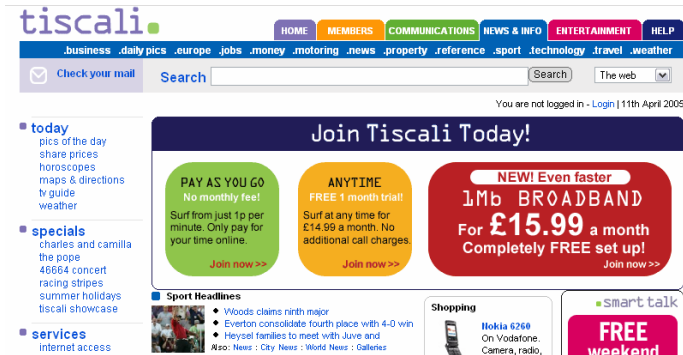 tiscali.
HOME MEMBERS COMMUNICATIONS NEWS & INFO ENTERTAINMENT HELP
.business .daily pics .europe .jobs .money .motoring .news .property .reference .sport .technology .travel .weather
Check your mail Search Search The web
You are not logged in - Login | 11th April 2005
today
pics of the day
share prices
horoscopes
maps & directions
tv guide
weather
specials
charles and camilla
the pope
46664 concert
racing stripes
summer holidays
tiscali showcase
services
internet access
Join Tiscali Today!
PAY AS YOU GO
No monthly fee!
Surf from just 1p per
minute. Only pay for
your time online.
Join now >>
ANYTIME
FREE 1 month trial!
Surf at any time for
£14.99 a month. No
additional call charges.
Join now >>
NEW! Even faster
1Mb BROADBAND
For £15.99 a month
Completely FREE set up!
Join now >>
Sport Headlines
Woods claims ninth major
Everton consolidate fourth place with 4-0 win
Heysel families to meet with Juve and
Also: News : City News : World News : Galleries
Shopping
Nokia 6260
On Vodafone.
Camera, radio,
smart talk
FREE
weekend